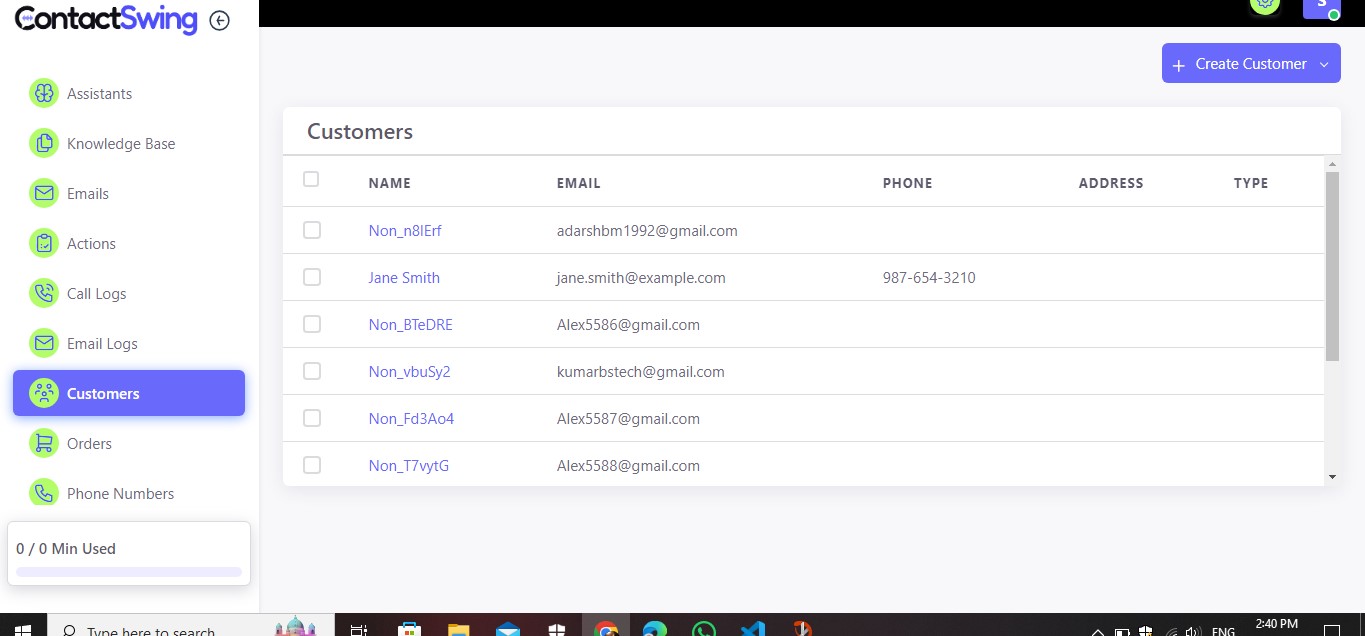 ContactSwing
S
Create Customer
Assistants
Knowledge Base
Emails
Actions
Call Logs
Email Logs
Customers
Orders
Phone Numbers
0 / 0 Min Used
Customers
NAME EMAIL PHONE ADDRESS TYPE
Non_n8lErf adarshbm1992@gmail.com
Jane Smith jane.smith@example.com 987-654-3210
Non_BTeDRE Alex5586@gmail.com
Non_vbuSy2 kumarbstech@gmail.com
Non_Fd3Ao4 Alex5587@gmail.com
Non_T7vytG Alex5588@gmail.com
Type here to search
ENG
2:40 PM